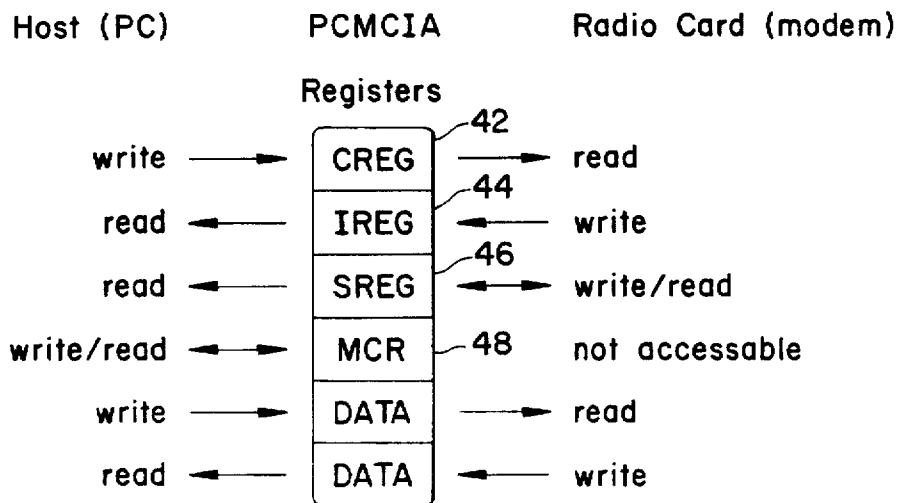 Host (PC) PCMCIA Radio Card (modem)
Registers
42
write CREG read
44
read IREG write
46
read SREG write/read
write/read MCR 48 not accessable
write DATA read
read DATA write